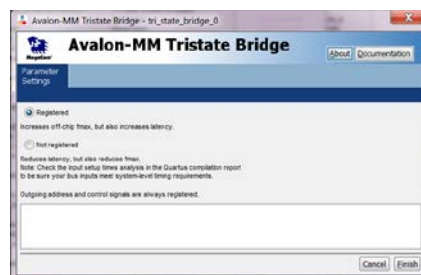 Avalon-MM Tristate Bridge - tri_state_bridge_0
Avalon-MM Tristate Bridge
MegaCore'
About Documentation
Parameter
Settings
Registered
Increases off-chip fmax, but also increases latency.
Not registered
Reduces latency, but also reduces fmax.
Note: Check the input setup times analysis in the Quartus compilation report
to be sure your bus inputs meet system-level timing requirements.
Outgoing address and control signals are always registered.
Cancel Finish